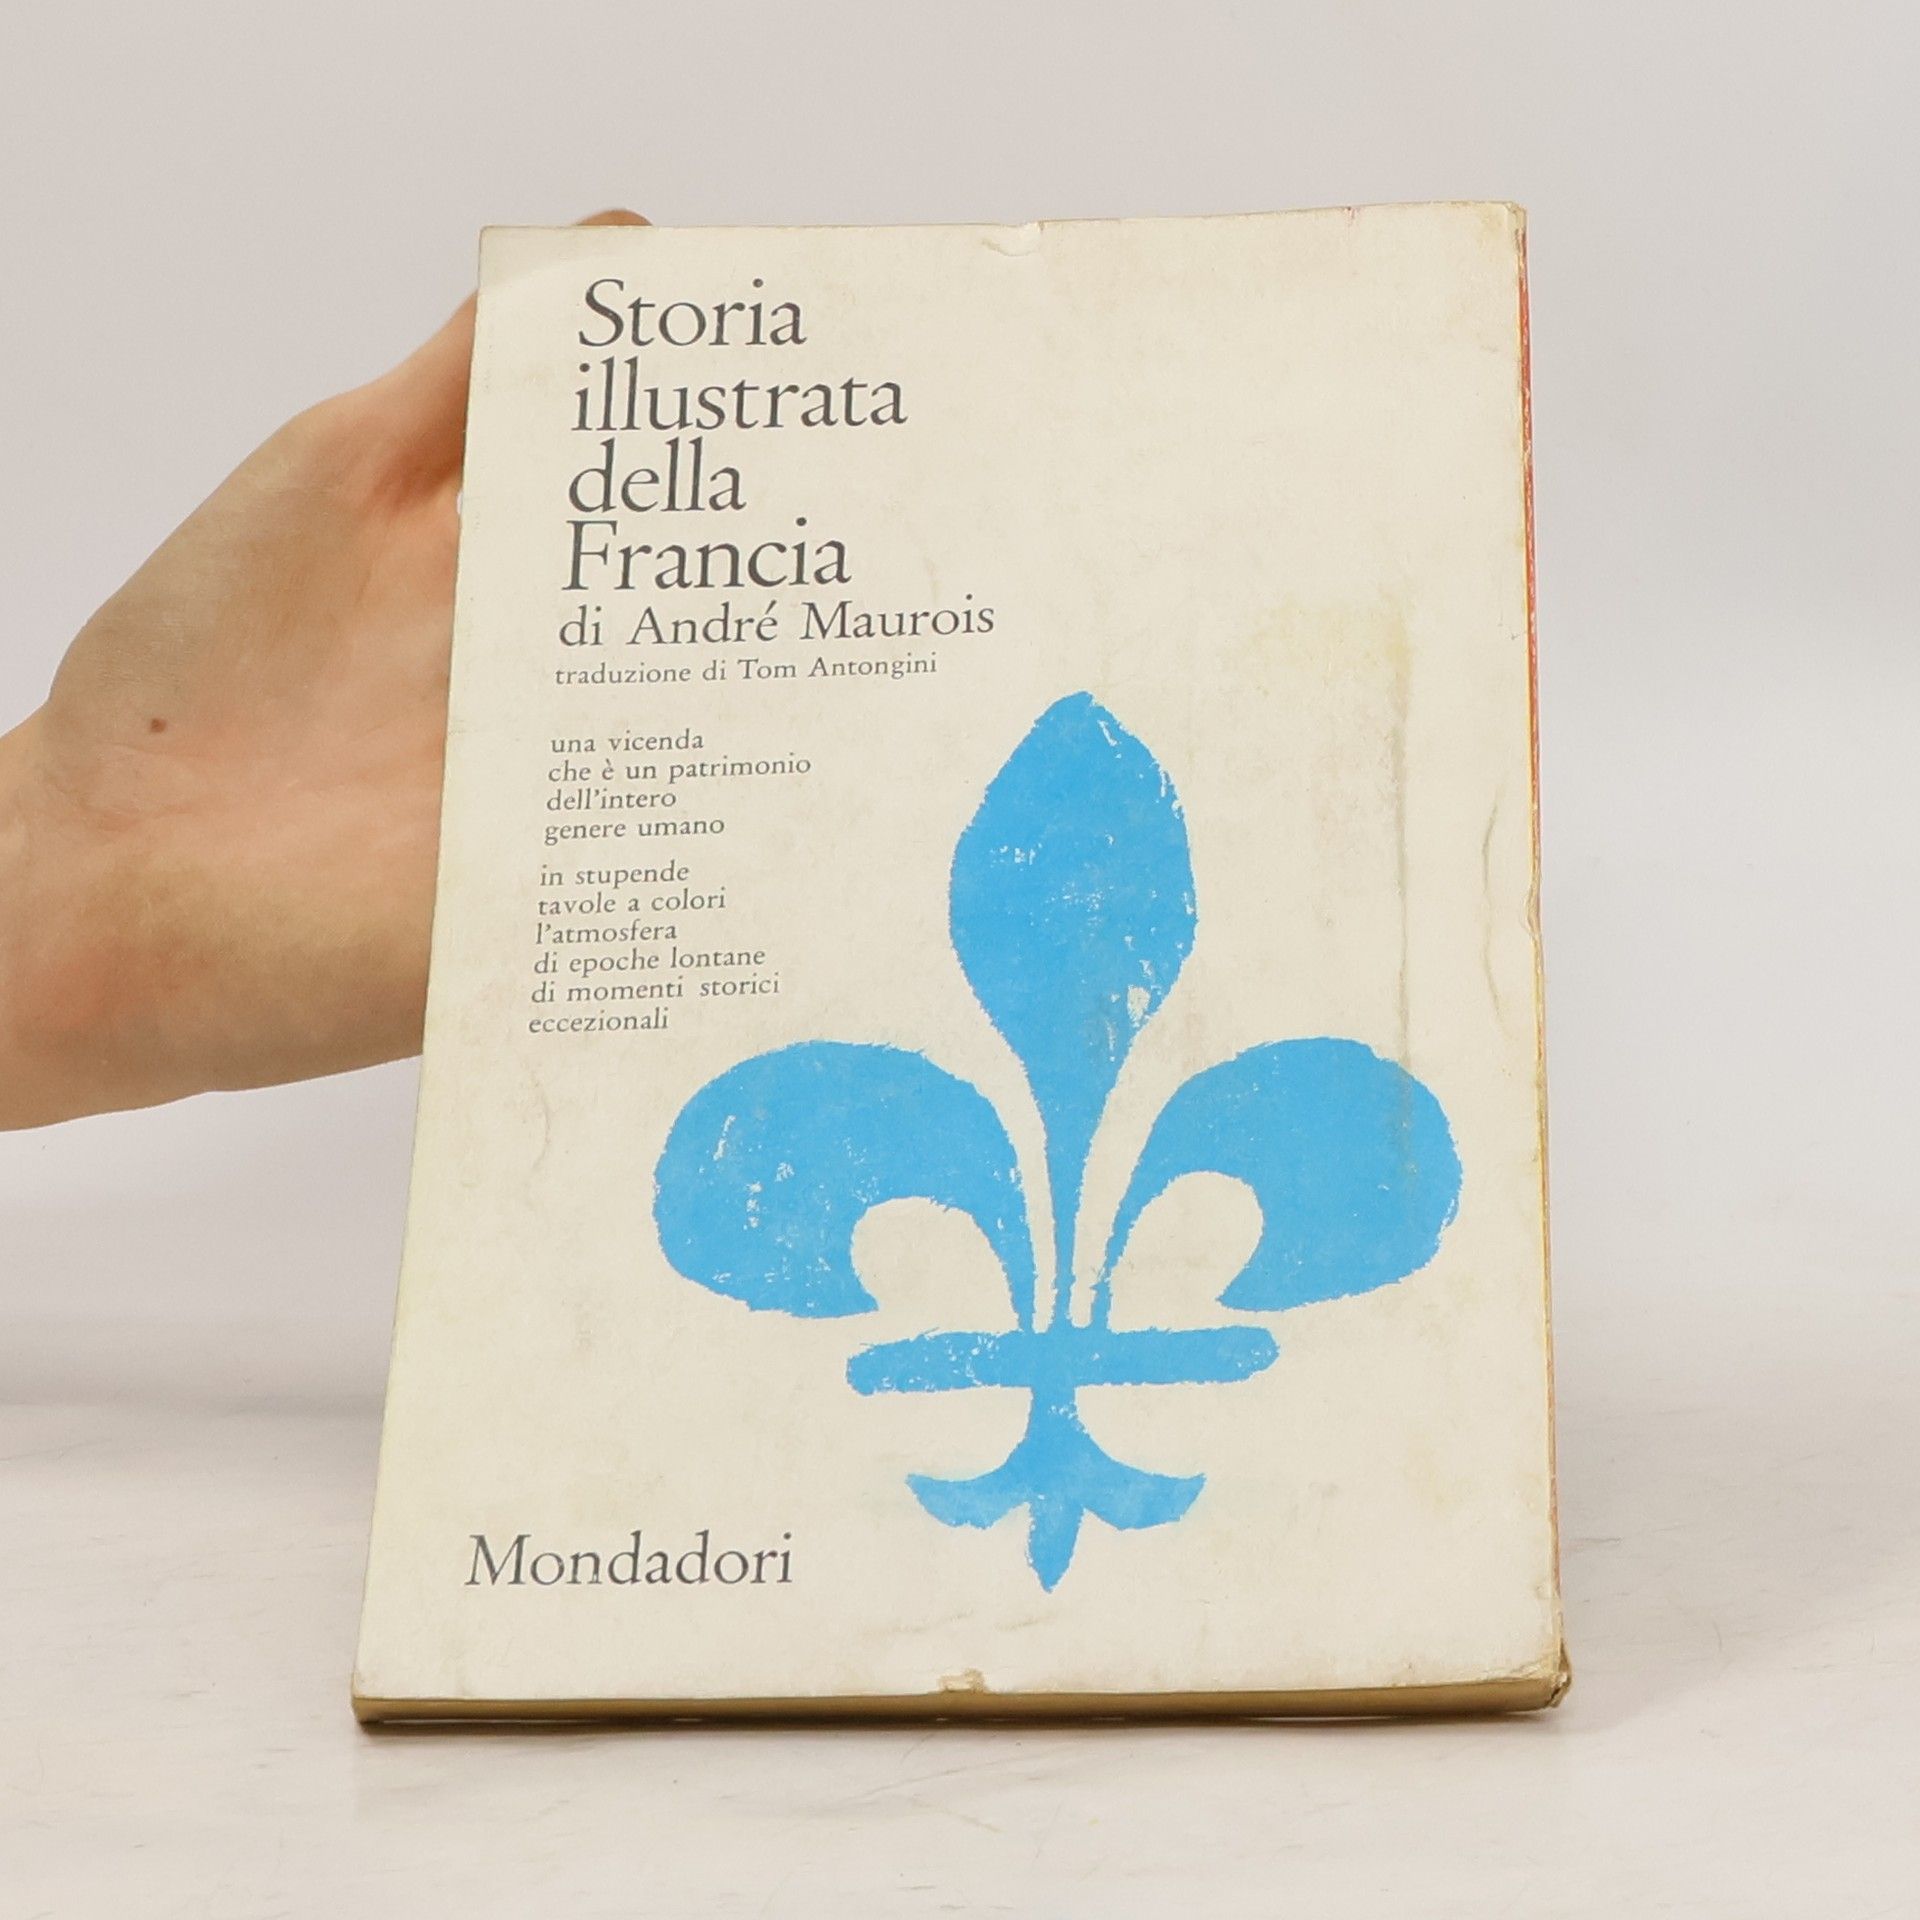 Storia
illustrata
della
Francia
di André Maurois
traduzione di Tom Antongini
una vicenda
che è un patrimonio
dell'intero
genere umano
in stupende
tavole a colori
l'atmosfera
di epoche lontane
di momenti storici
eccezionali
Mondadori